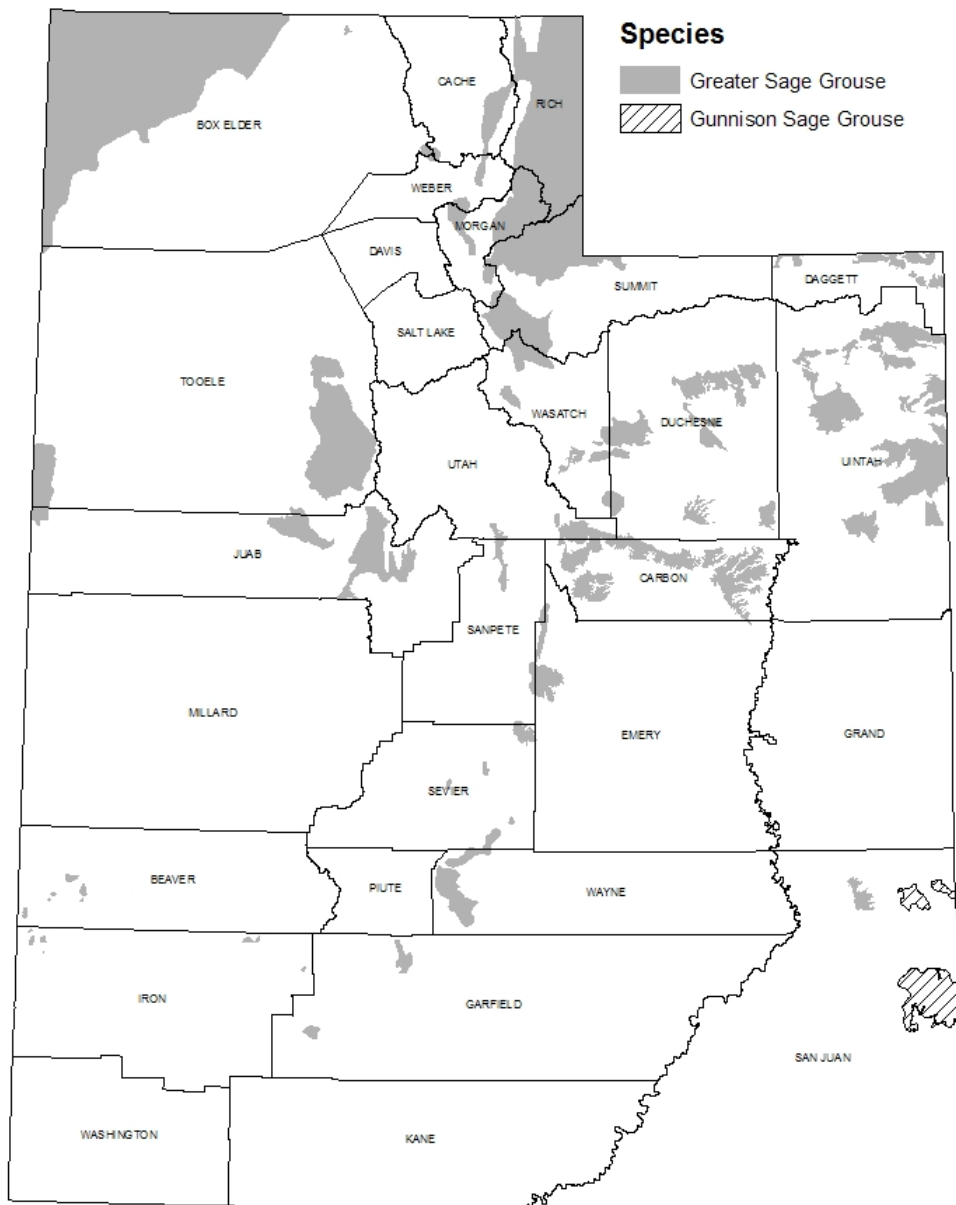 Species
Greater Sage Grouse
Gunnison Sage Grouse
CACHE
RICH
BOX ELDER
WEBER
MORGAN
DAVIS
SUMMIT
DAGGETT
SALT LAKE
TOOELE
WASATCH
DUCHESNE
UTAH
UINTAH
JUAB
CARBON
SANPETE
MILLARD
EMERY
GRAND
SEVIER
BEAVER
PIUTE
WAYNE
IRON
GARFIELD
SAN JUAN
WASHINGTON
KANE